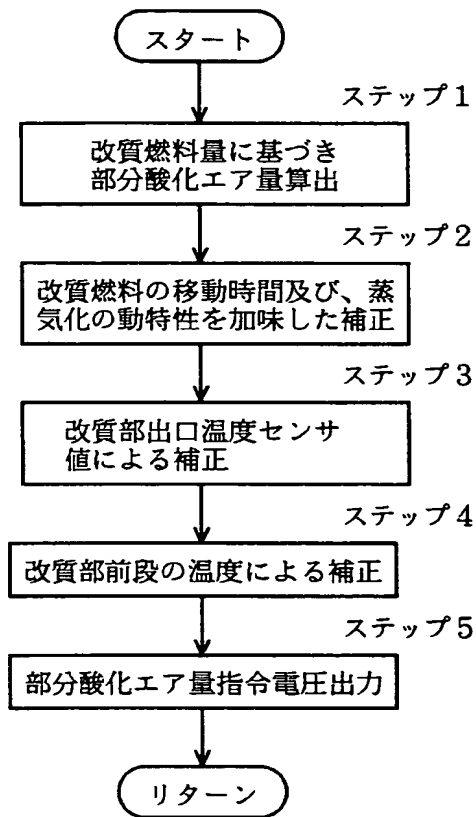 スタート
ステップ1
改質燃料量に基づき
部分酸化エア量算出
ステップ2
改質燃料の移動時間及び、蒸
気化の動特性を加味した補正
ステップ3
改質部出口温度センサ
値による補正
ステップ4
改質部前段の温度による補正
ステップ5
部分酸化エア量指令電圧出力
リターン